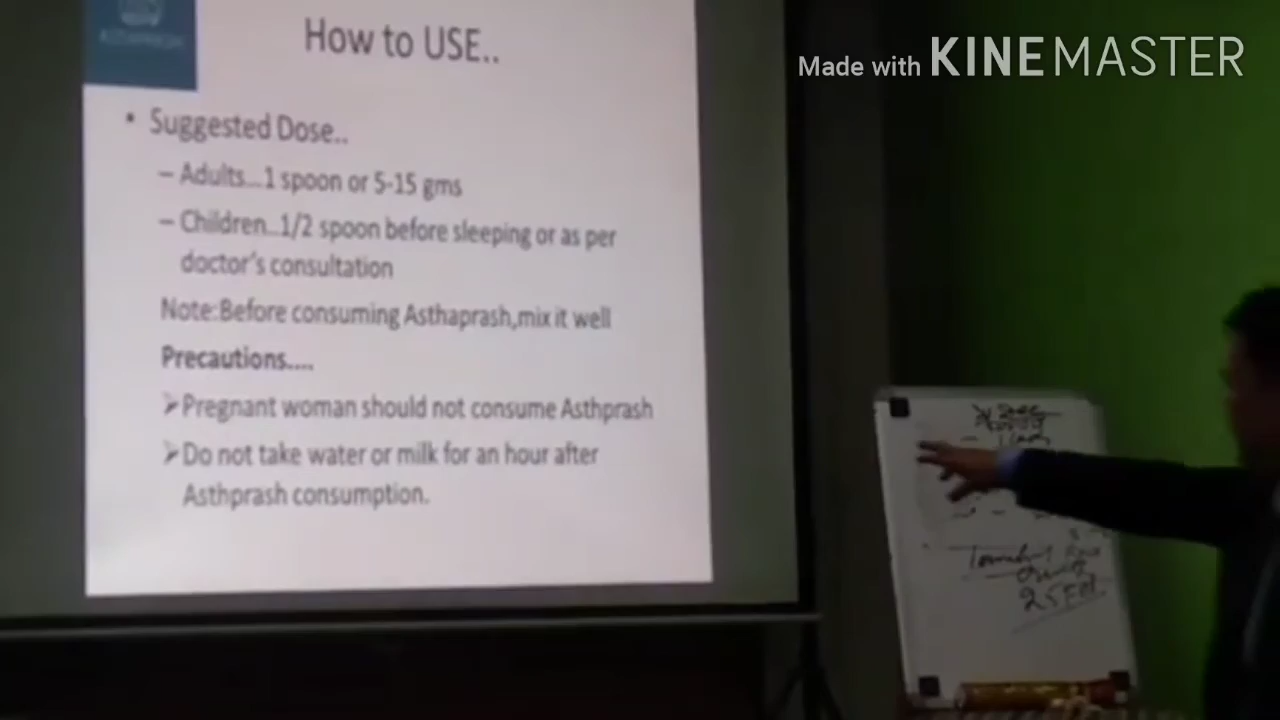 ASTHPRASH
How to USE..
Made with KINEMASTER
• Suggested Dose..
– Adults...1 spoon or 5-15 gms
– Children..1/2 spoon before sleeping or as per
doctor's consultation
Note:Before consuming Asthaprash,mix it well
Precautions....
➢Pregnant woman should not consume Asthprash
➢Do not take water or milk for an hour after
Asthprash consumption.